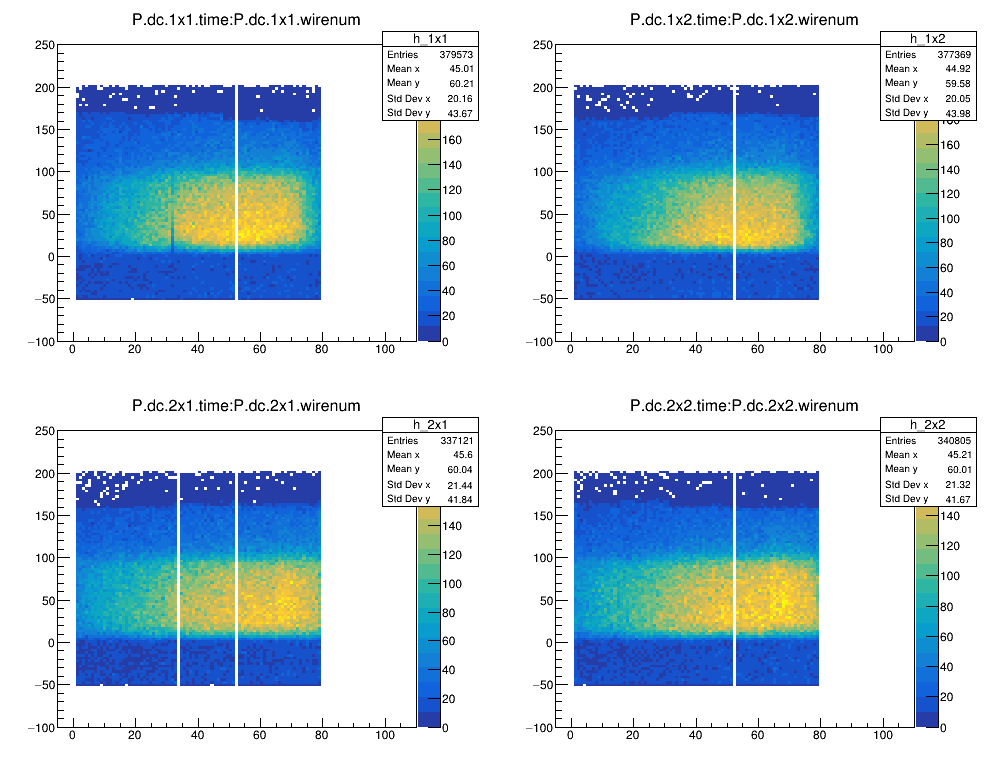 P.dc.1x1.time:P.dc.1x1.wirenum
h_1x1
Entries 379573
Mean x 45.01
Mean y 60.21
Std Dev x 20.16
Std Dev y 43.67
250
200
150
100
50
0
−50
−100
0 20 40 60 80 100
160
140
120
100
80
60
40
20
0
P.dc.1x2.time:P.dc.1x2.wirenum
h_1x2
Entries 377369
Mean x 44.92
Mean y 59.58
Std Dev x 20.05
Std Dev y 43.98
250
200
150
100
50
0
−50
−100
0 20 40 60 80 100
160
140
120
100
80
60
40
20
0
P.dc.2x1.time:P.dc.2x1.wirenum
h_2x1
Entries 337121
Mean x 45.6
Mean y 60.04
Std Dev x 21.44
Std Dev y 41.84
250
200
150
100
50
0
−50
−100
0 20 40 60 80 100
140
120
100
80
60
40
20
0
P.dc.2x2.time:P.dc.2x2.wirenum
h_2x2
Entries 340805
Mean x 45.21
Mean y 60.01
Std Dev x 21.32
Std Dev y 41.67
250
200
150
100
50
0
−50
−100
0 20 40 60 80 100
140
120
100
80
60
40
20
0